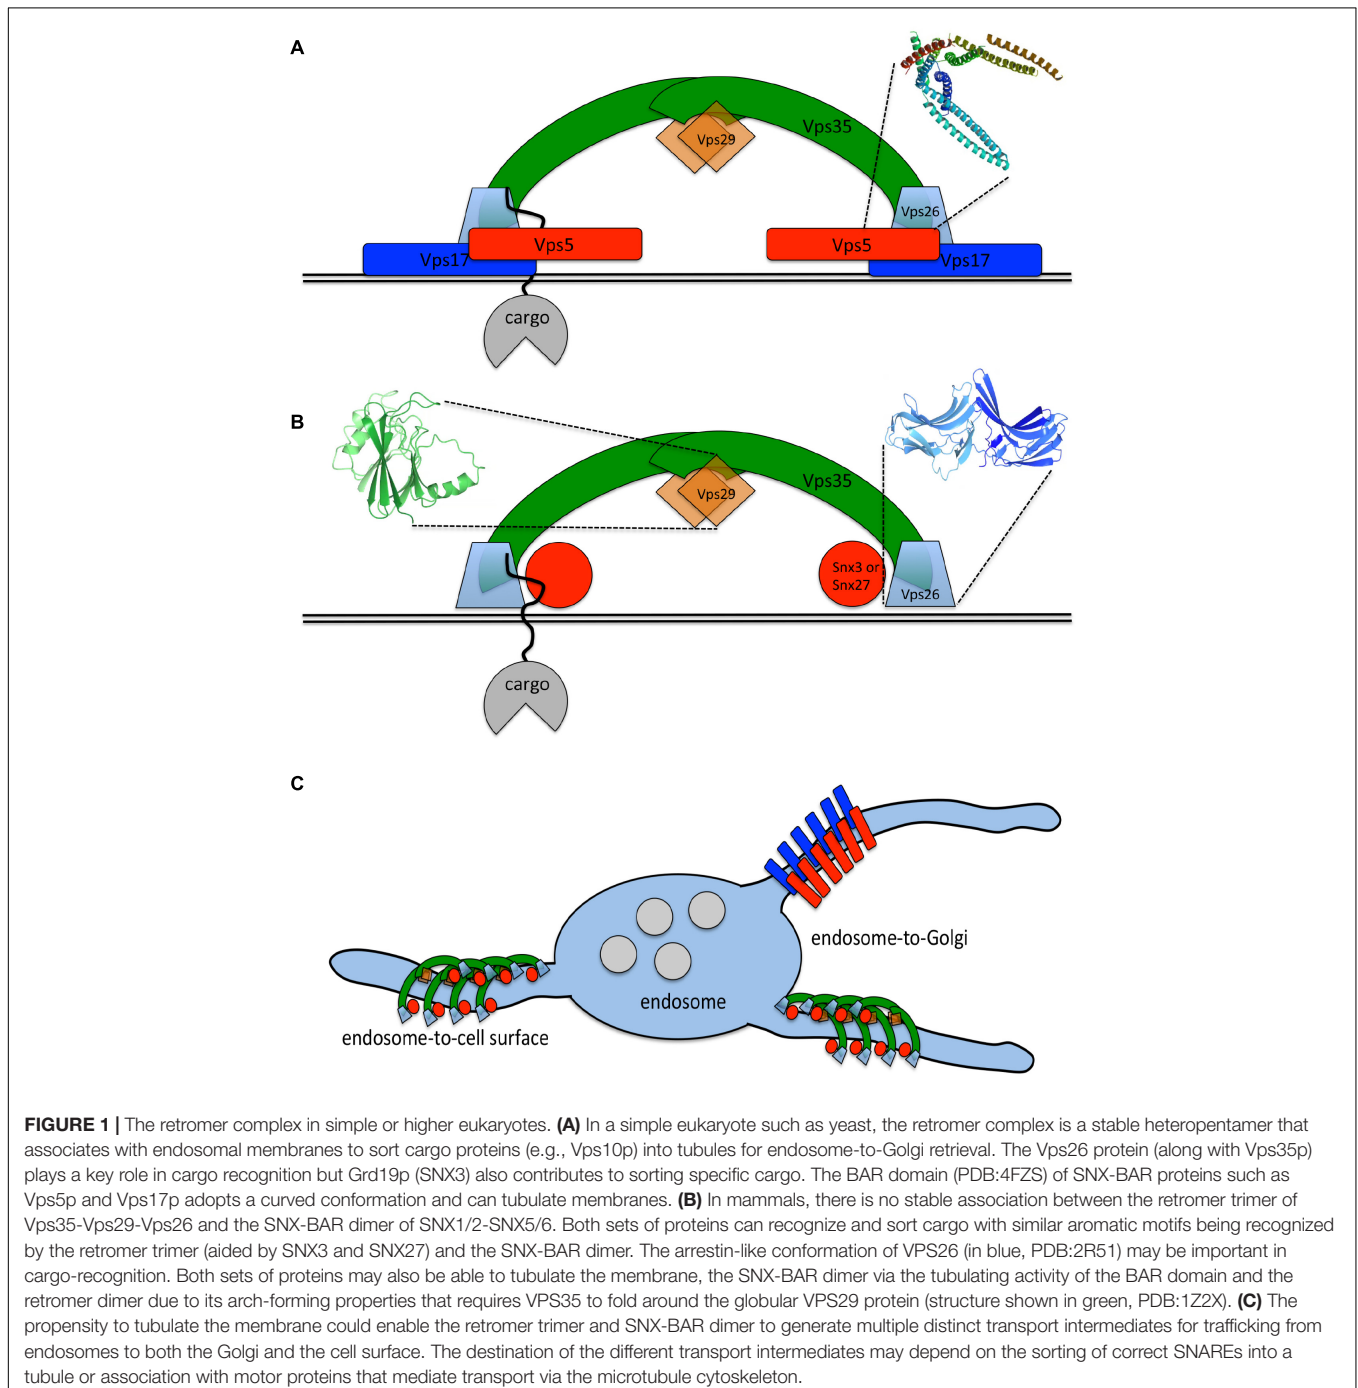 A
Vps35
Vps29
Vps26
Vps5
Vps5
Vps17
Vps17
cargo
B
Vps35
Vps29
Snx3 or
Snx27
Vps26
cargo
C
endosome-to-Golgi
endosome
endosome-to-cell surface
FIGURE 1 | The retromer complex in simple or higher eukaryotes. (A) In a simple eukaryote such as yeast, the retromer complex is a stable heteropentamer that
associates with endosomal membranes to sort cargo proteins (e.g., Vps10p) into tubules for endosome-to-Golgi retrieval. The Vps26 protein (along with Vps35p)
plays a key role in cargo recognition but Grd19p (SNX3) also contributes to sorting specific cargo. The BAR domain (PDB:4FZS) of SNX-BAR proteins such as
Vps5p and Vps17p adopts a curved conformation and can tubulate membranes. (B) In mammals, there is no stable association between the retromer trimer of
Vps35-Vps29-Vps26 and the SNX-BAR dimer of SNX1/2-SNX5/6. Both sets of proteins can recognize and sort cargo with similar aromatic motifs being recognized
by the retromer trimer (aided by SNX3 and SNX27) and the SNX-BAR dimer. The arrestin-like conformation of VPS26 (in blue, PDB:2R51) may be important in
cargo-recognition. Both sets of proteins may also be able to tubulate the membrane, the SNX-BAR dimer via the tubulating activity of the BAR domain and the
retromer dimer due to its arch-forming properties that requires VPS35 to fold around the globular VPS29 protein (structure shown in green, PDB:1Z2X). (C) The
propensity to tubulate the membrane could enable the retromer trimer and SNX-BAR dimer to generate multiple distinct transport intermediates for trafficking from
endosomes to both the Golgi and the cell surface. The destination of the different transport intermediates may depend on the sorting of correct SNAREs into a
tubule or association with motor proteins that mediate transport via the microtubule cytoskeleton.